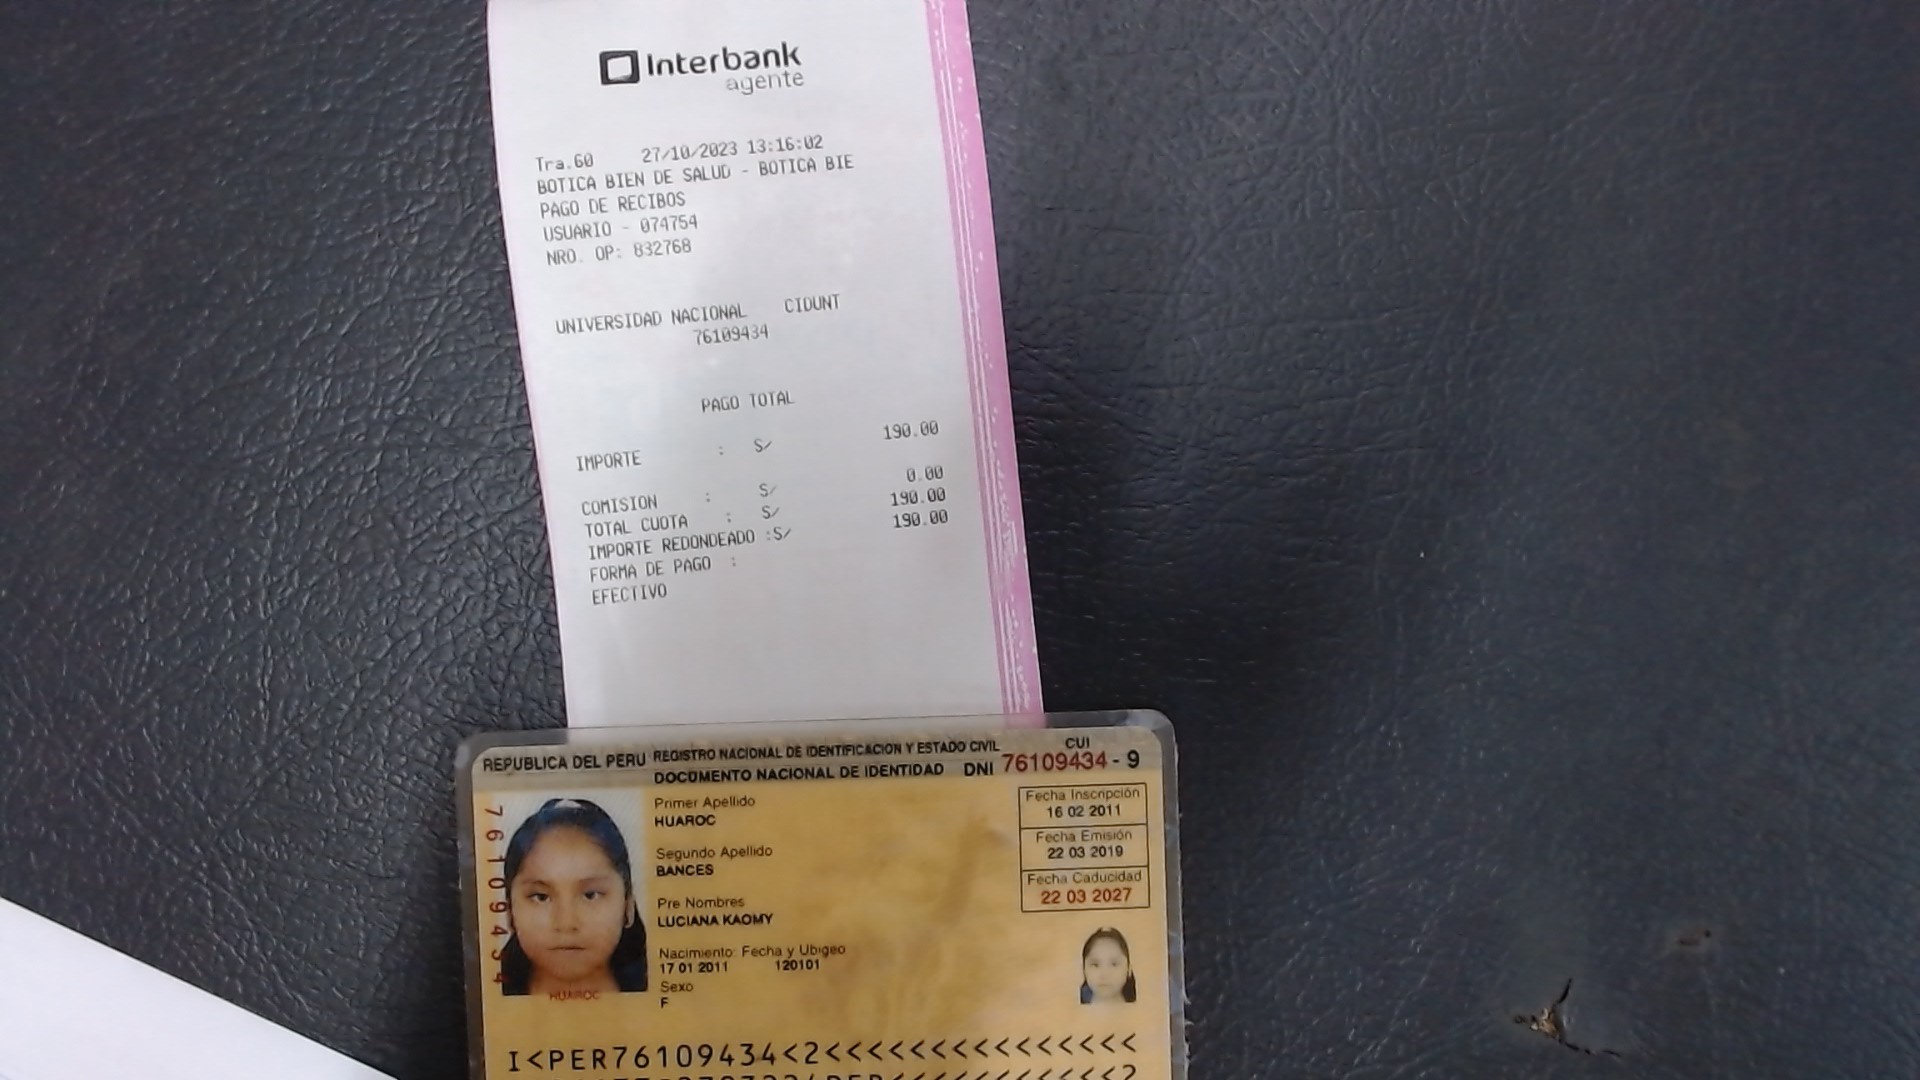 Interbank
agente
Tra.60 27/10/2023 13:16:02
BOTICA BIEN DE SALUD - BOTICA BIE
PAGO DE RECIBOS
USUARIO - 074754
NRO. OP: 832768
UNIVERSIDAD NACIONAL CIDUNT
76109434
PAGO TOTAL
IMPORTE : S/ 190.00
COMISION : S/ 0.00
TOTAL CUOTA : S/ 190.00
IMPORTE REDONDEADO :S/ 190.00
FORMA DE PAGO :
EFECTIVO
REPUBLICA DEL PERU REGISTRO NACIONAL DE IDENTIFICACION Y ESTADO CIVIL CUI
DOCUMENTO NACIONAL DE IDENTIDAD DNI 76109434 - 9
76109434
Primer Apellido
HUAROC
Segundo Apellido
BANCES
Pre Nombres
LUCIANA KAOMY
Nacimiento: Fecha y Ubigeo
17 01 2011 120101
Sexo
F
HUAROC
Fecha Inscripción
16 02 2011
Fecha Emisión
22 03 2019
Fecha Caducidad
22 03 2027
I<PER76109434<2<<<<<<<<<<<<<<<